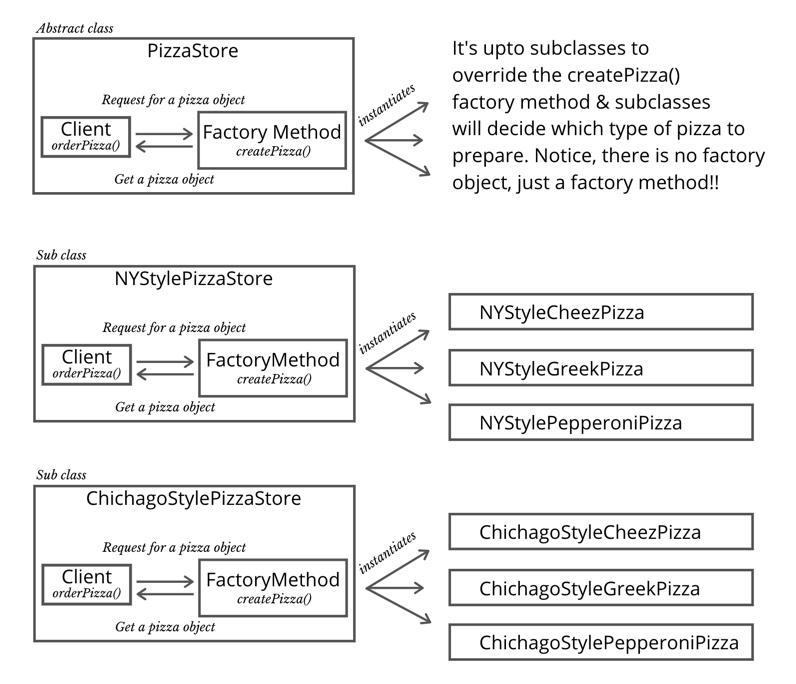 Abstract class
PizzaStore
Request for a pizza object
Client
orderPizza()
Factory Method
createPizza()
Get a pizza object
instantiates
It's upto subclasses to
override the createPizza()
factory method & subclasses
will decide which type of pizza to
prepare. Notice, there is no factory
object, just a factory method!!
Sub class
NYStylePizzaStore
Request for a pizza object
Client
orderPizza()
FactoryMethod
createPizza()
Get a pizza object
instantiates
NYStyleCheezPizza
NYStyleGreekPizza
NYStylePepperoniPizza
Sub class
ChichagoStylePizzaStore
Request for a pizza object
Client
orderPizza()
FactoryMethod
createPizza()
Get a pizza object
instantiates
ChichagoStyleCheezPizza
ChichagoStyleGreekPizza
ChichagoStylePepperoniPizza